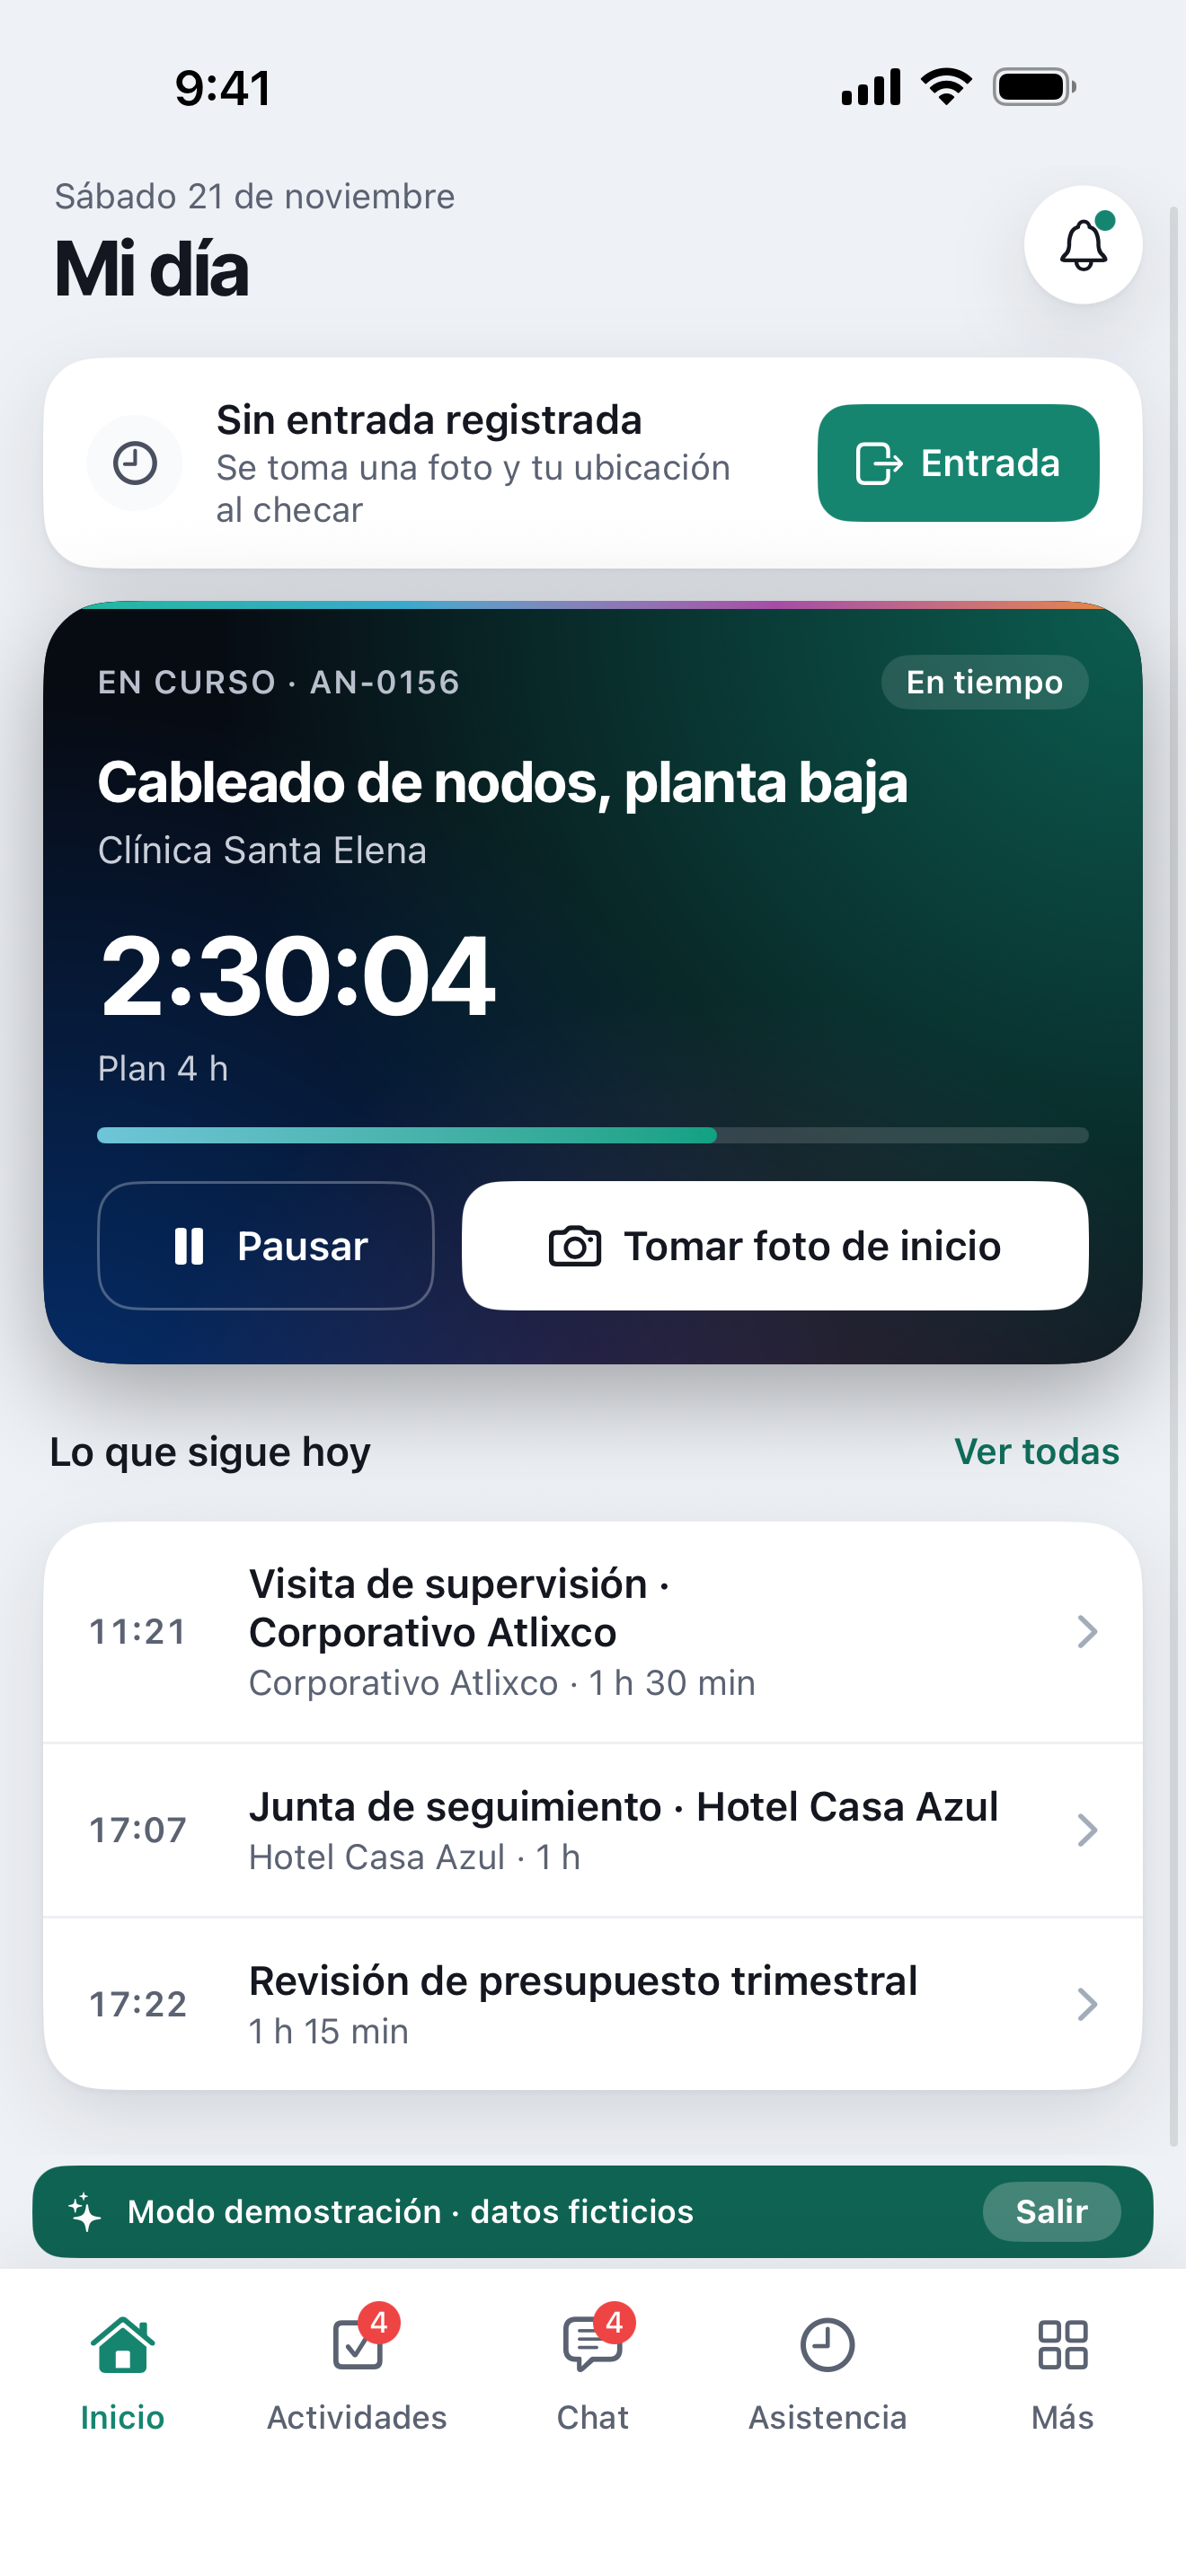 9:41
Sábado 21 de noviembre
Mi día
Sin entrada registrada
Se toma una foto y tu ubicación
al checar
Entrada
EN CURSO · AN-0156
En tiempo
Cableado de nodos, planta baja
Clínica Santa Elena
2:30:04
Plan 4 h
Pausar
Tomar foto de inicio
Lo que sigue hoy
Ver todas
11:21
Visita de supervisión ·
Corporativo Atlixco
Corporativo Atlixco · 1 h 30 min
17:07
Junta de seguimiento · Hotel Casa Azul
Hotel Casa Azul · 1 h
17:22
Revisión de presupuesto trimestral
1 h 15 min
Modo demostración · datos ficticios
Salir
4
4
Inicio
Actividades
Chat
Asistencia
Más